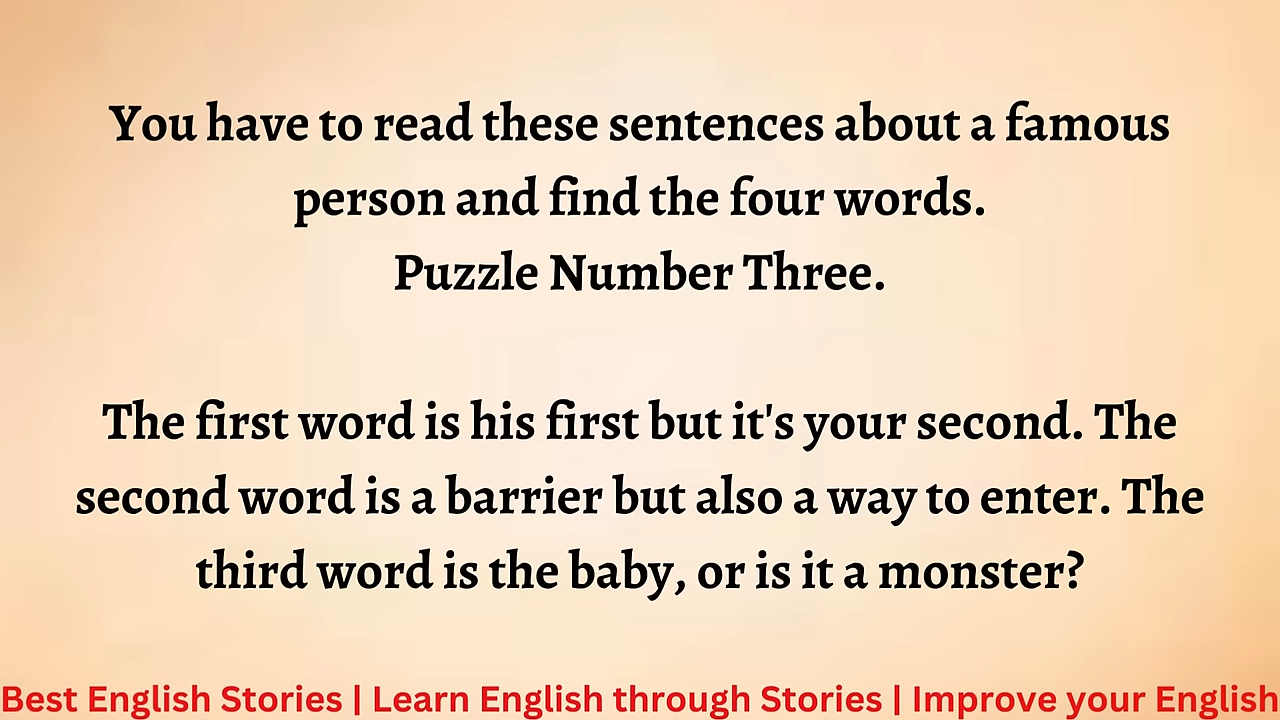 You have to read these sentences about a famous
person and find the four words.
Puzzle Number Three.
The first word is his first but it's your second. The
second word is a barrier but also a way to enter. The
third word is the baby, or is it a monster?
Best English Stories | Learn English through Stories | Improve your English